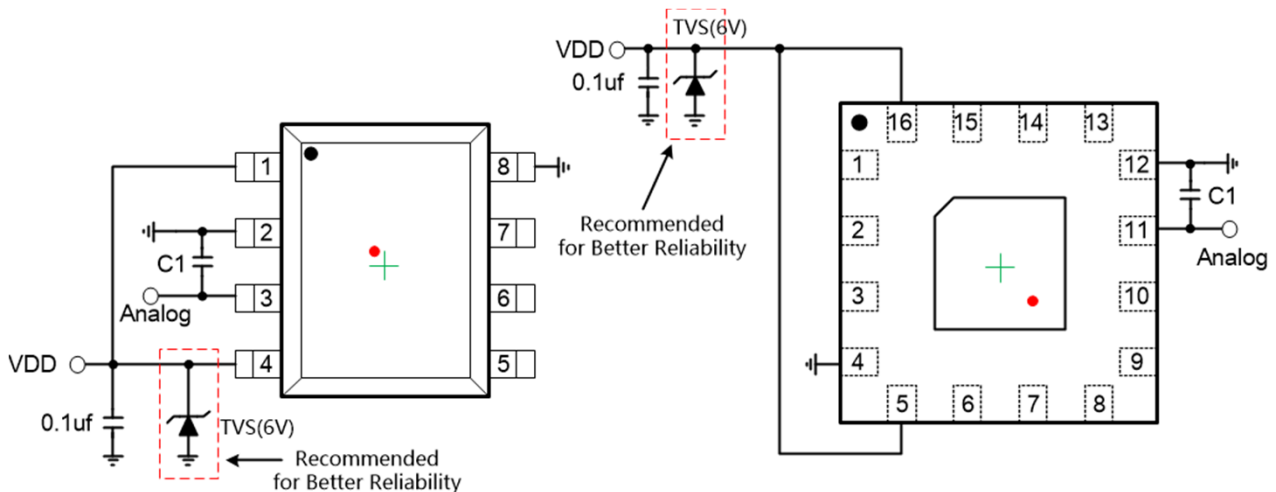 TVS(6V)
VDD
0.1uf
Recommended
for Better Reliability
16
15
14
13
1
2
3
4
5
6
7
8
12
11
10
9
C1
Analog
1
2
3
4
8
7
6
5
C1
Analog
VDD
0.1uf
TVS(6V)
Recommended
for Better Reliability